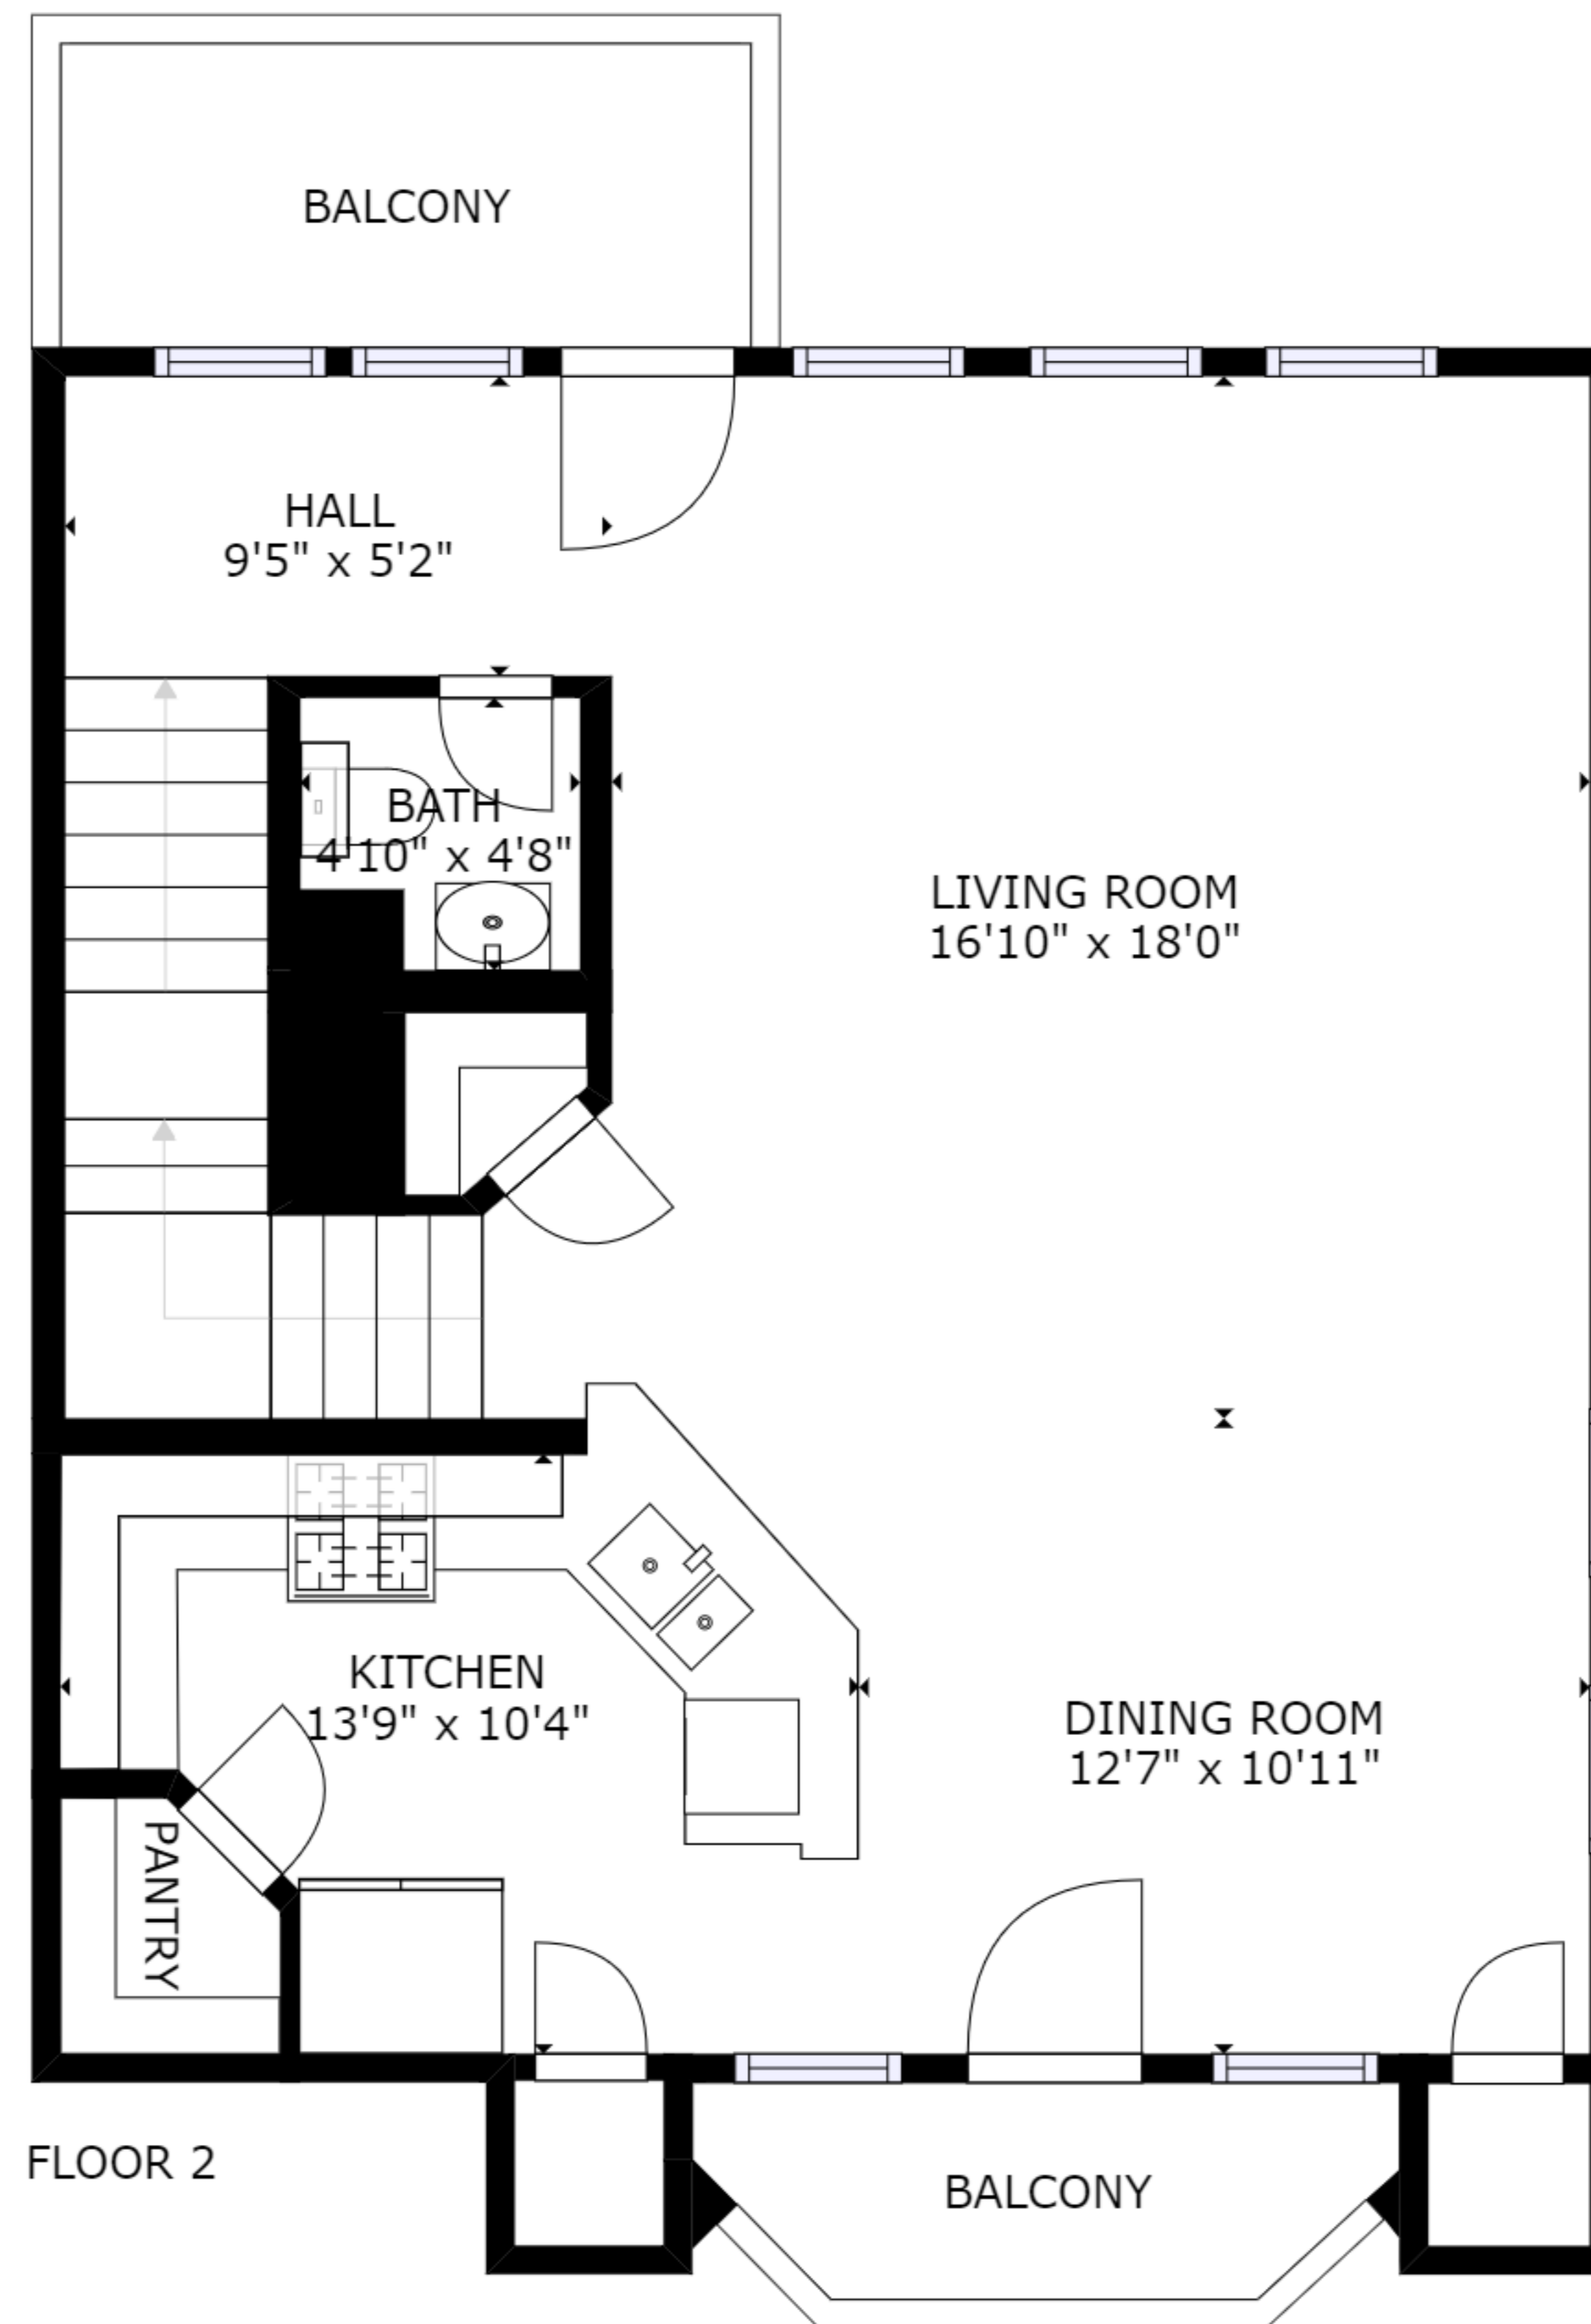 BALCONY
HALL
9'5" x 5'2"
BATH
4'10" x 4'8"
LIVING ROOM
16'10" x 18'0"
KITCHEN
13'9" x 10'4"
DINING ROOM
12'7" x 10'11"
PANTRY
FLOOR 2
BALCONY